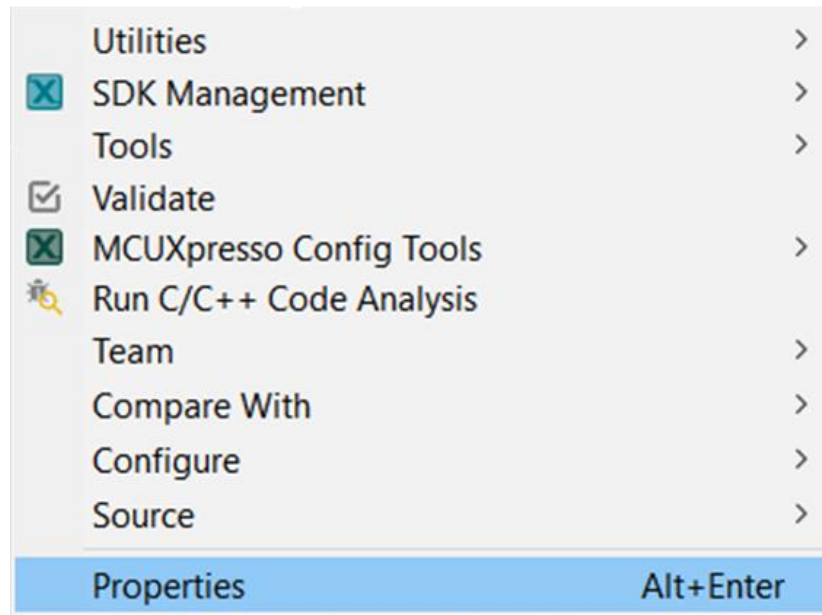 Utilities
SDK Management
Tools
Validate
MCUXpresso Config Tools
Run C/C++ Code Analysis
Team
Compare With
Configure
Source
Properties Alt+Enter